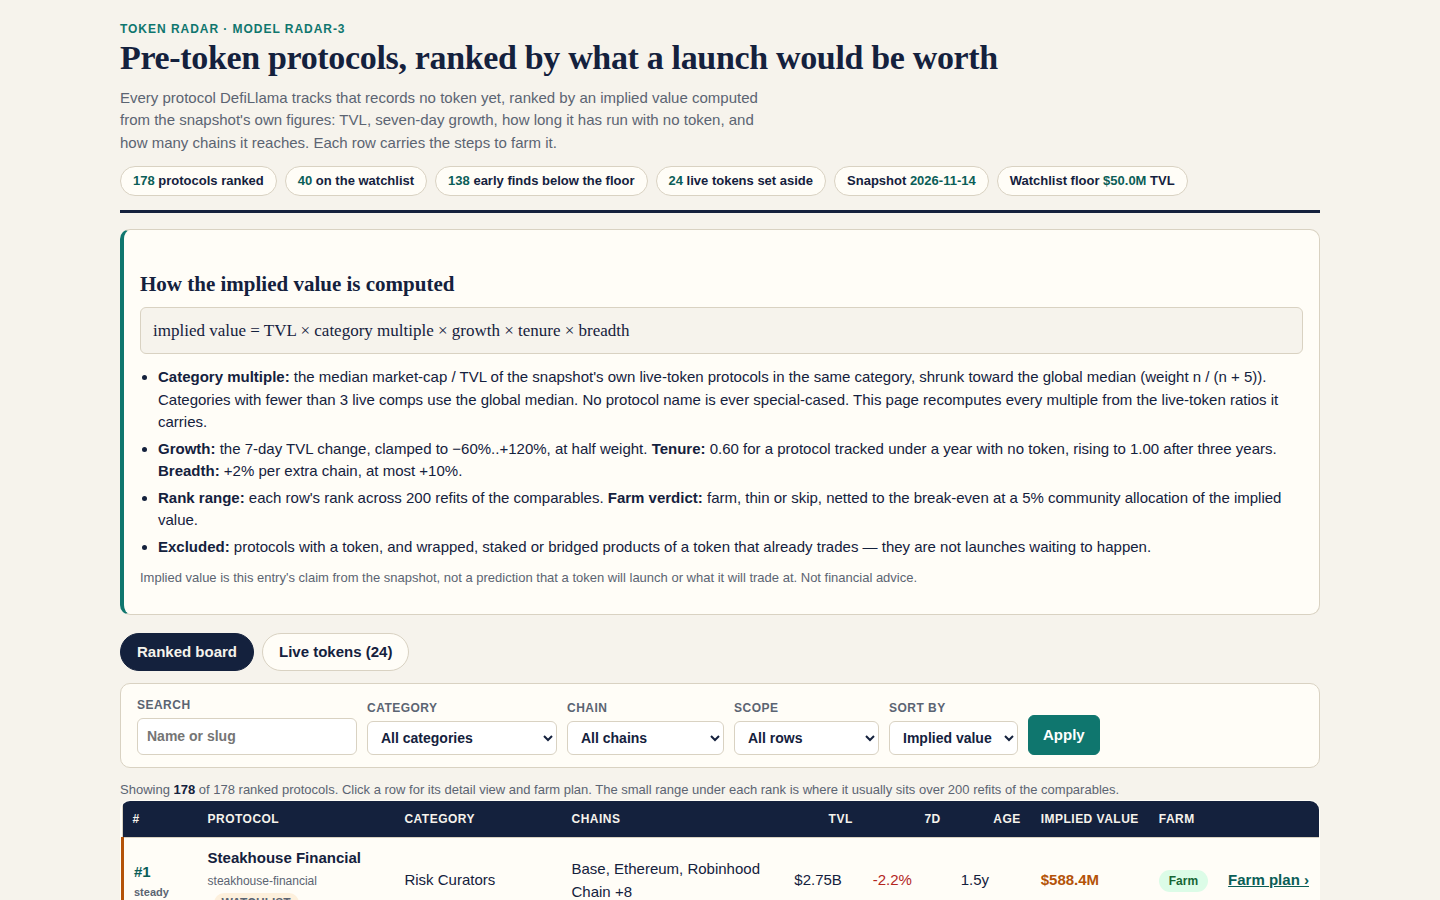 TOKEN RADAR · MODEL RADAR-3
Pre-token protocols, ranked by what a launch would be worth
Every protocol DefiLlama tracks that records no token yet, ranked by an implied value computed
from the snapshot's own figures: TVL, seven-day growth, how long it has run with no token, and
how many chains it reaches. Each row carries the steps to farm it.
178 protocols ranked 40 on the watchlist 138 early finds below the floor 24 live tokens set aside Snapshot 2026-11-14 Watchlist floor $50.0M TVL
How the implied value is computed
implied value = TVL × category multiple × growth × tenure × breadth
• Category multiple: the median market-cap / TVL of the snapshot's own live-token protocols in the same category, shrunk toward the global median (weight n / (n + 5)).
Categories with fewer than 3 live comps use the global median. No protocol name is ever special-cased. This page recomputes every multiple from the live-token ratios it
carries.
• Growth: the 7-day TVL change, clamped to −60%..+120%, at half weight. Tenure: 0.60 for a protocol tracked under a year with no token, rising to 1.00 after three years.
Breadth: +2% per extra chain, at most +10%.
• Rank range: each row's rank across 200 refits of the comparables. Farm verdict: farm, thin or skip, netted to the break-even at a 5% community allocation of the implied
value.
• Excluded: protocols with a token, and wrapped, staked or bridged products of a token that already trades — they are not launches waiting to happen.
Implied value is this entry's claim from the snapshot, not a prediction that a token will launch or what it will trade at. Not financial advice.
Ranked board Live tokens (24)
SEARCH CATEGORY CHAIN SCOPE SORT BY
Name or slug All categories All chains All rows Implied value Apply
Showing 178 of 178 ranked protocols. Click a row for its detail view and farm plan. The small range under each rank is where it usually sits over 200 refits of the comparables.
# PROTOCOL CATEGORY CHAINS TVL 7D AGE IMPLIED VALUE FARM
#1 Steakhouse Financial Risk Curators Base, Ethereum, Robinhood $2.75B -2.2% 1.5y $588.4M Farm Farm plan ›
steady steakhouse-financial Chain +8
WATCHLIST